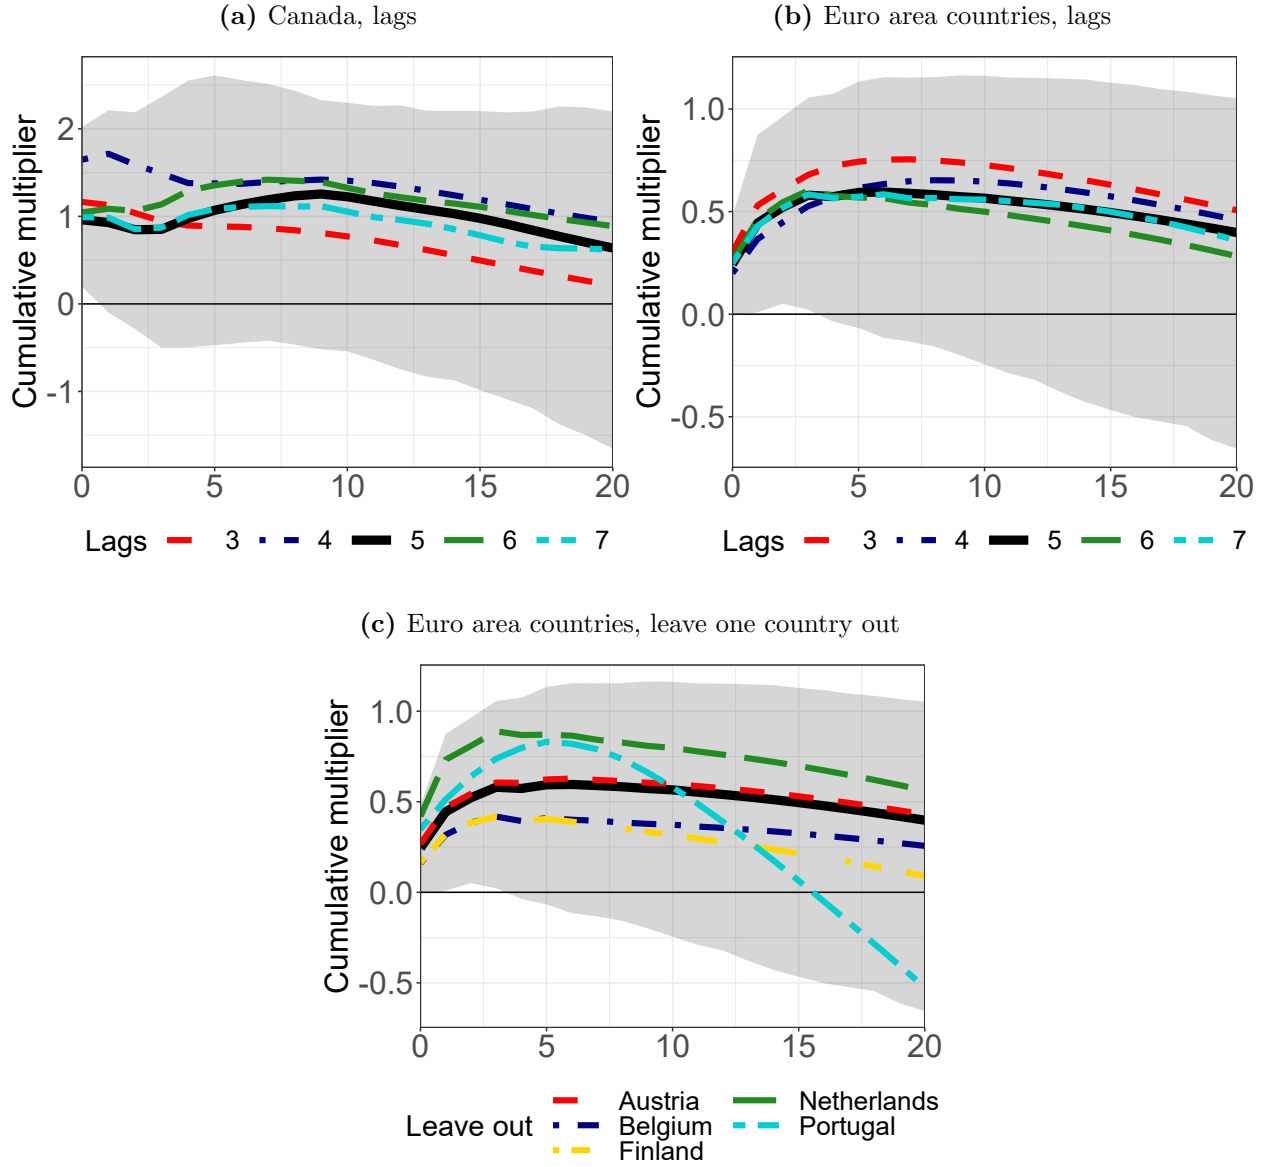 (a) Canada, lags
(b) Euro area countries, lags
Cumulative multiplier
2
1
0
-1
0 5 10 15 20
Lags 3 4 5 6 7
Cumulative multiplier
1.0
0.5
0.0
-0.5
0 5 10 15 20
Lags 3 4 5 6 7
(c) Euro area countries, leave one country out
Cumulative multiplier
1.0
0.5
0.0
-0.5
0 5 10 15 20
Leave out
Austria
Belgium
Finland
Netherlands
Portugal